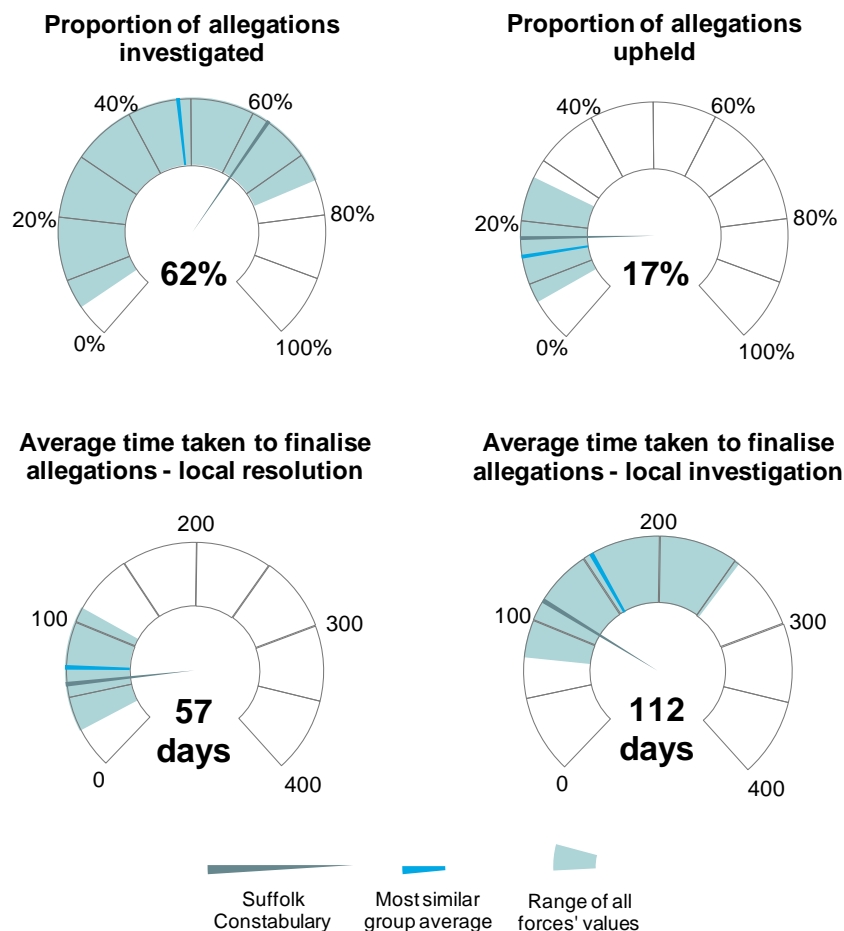 Proportion of allegations
investigated
40%
60%
20%
80%
62%
0%
100%
Proportion of allegations
upheld
40%
60%
20%
80%
17%
0%
100%
Average time taken to finalise
allegations - local resolution
200
100
300
57
days
0
400
Average time taken to finalise
allegations - local investigation
200
100
300
112
days
0
400
Suffolk
Constabulary
Most similar
group average
Range of all
forces' values